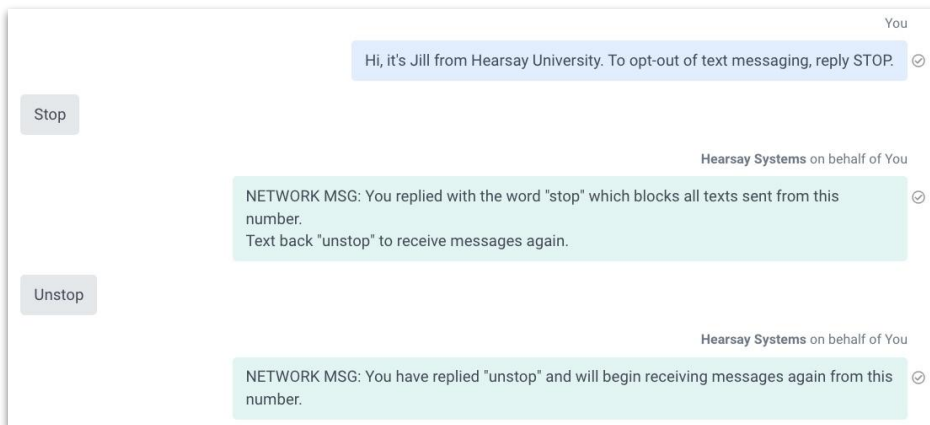 You
Hi, it's Jill from Hearsay University. To opt-out of text messaging, reply STOP.
Stop
Hearsay Systems on behalf of You
NETWORK MSG: You replied with the word "stop" which blocks all texts sent from this
number.
Text back "unstop" to receive messages again.
Unstop
Hearsay Systems on behalf of You
NETWORK MSG: You have replied "unstop" and will begin receiving messages again from this
number.